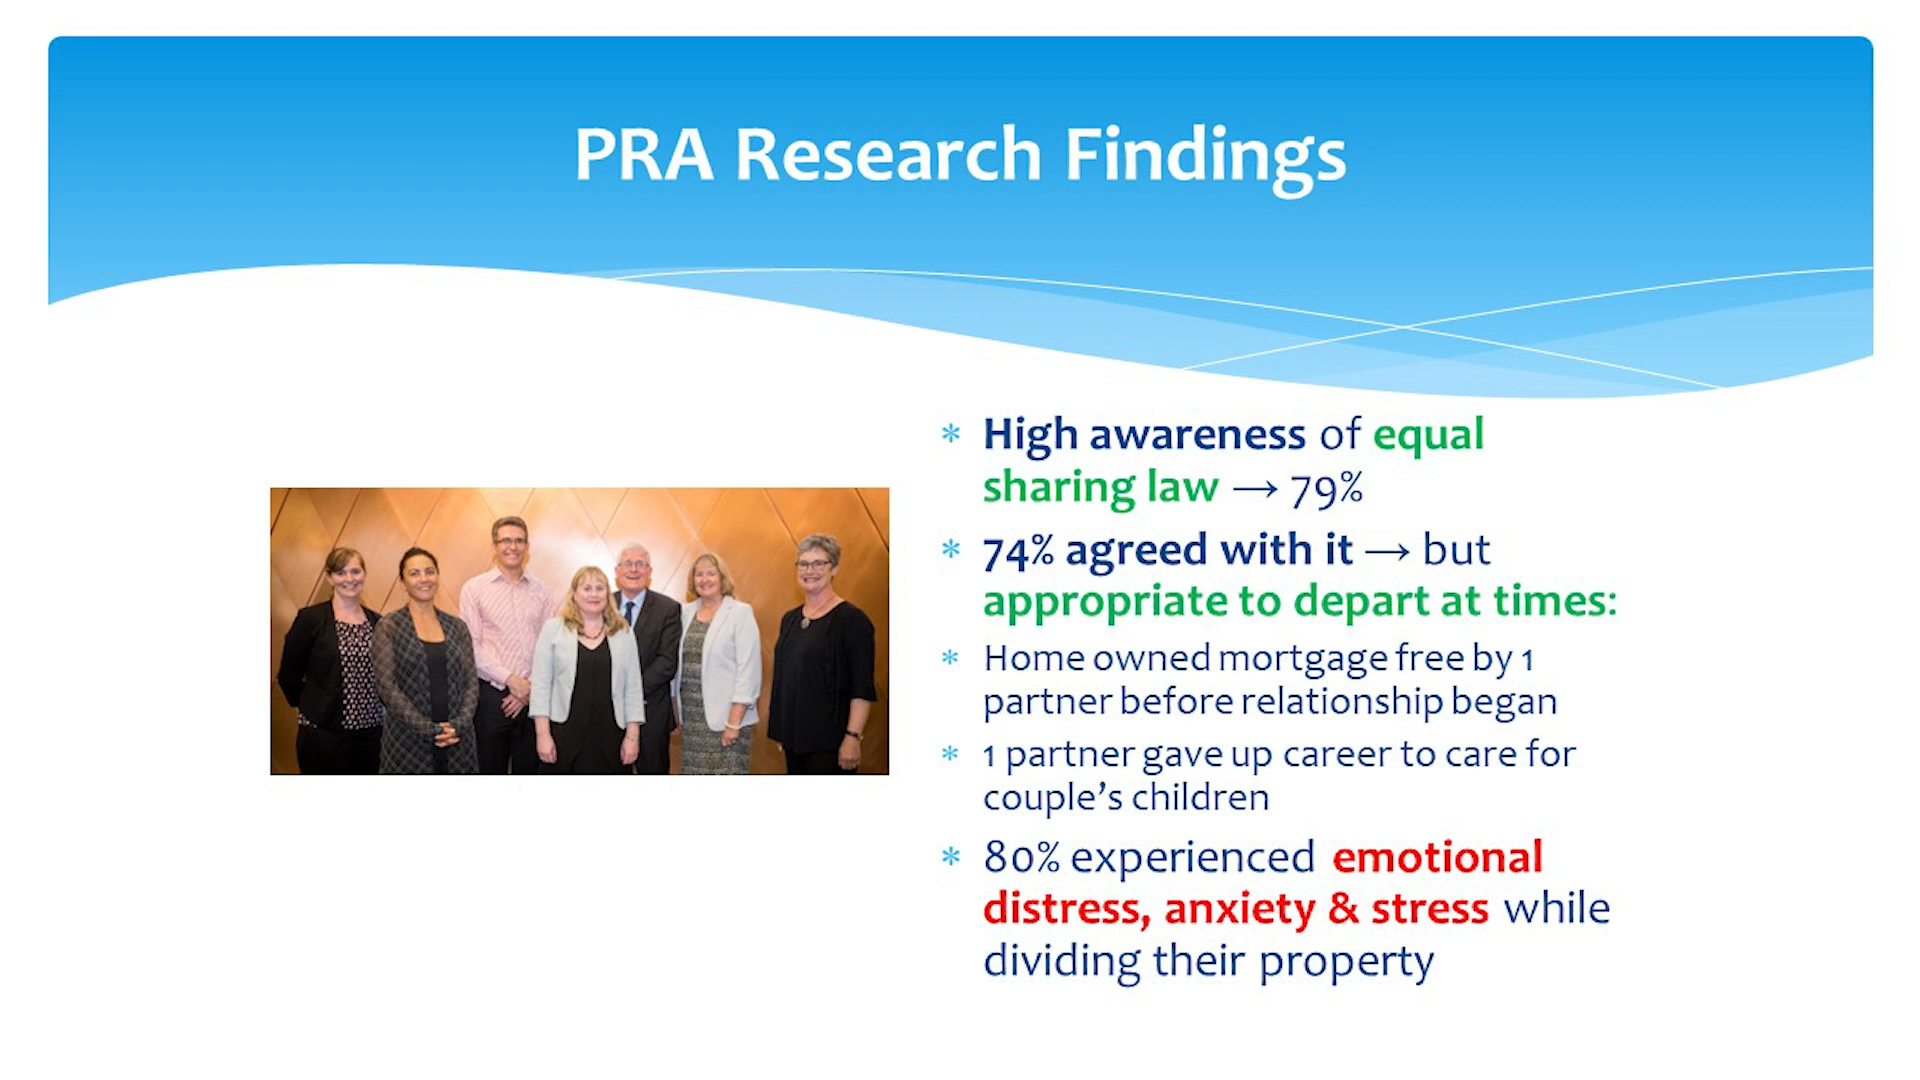 PRA Research Findings
* High awareness of equal
sharing law → 79%
* 74% agreed with it → but
appropriate to depart at times:
* Home owned mortgage free by 1
partner before relationship began
* 1 partner gave up career to care for
couple’s children
* 80% experienced emotional
distress, anxiety & stress while
dividing their property